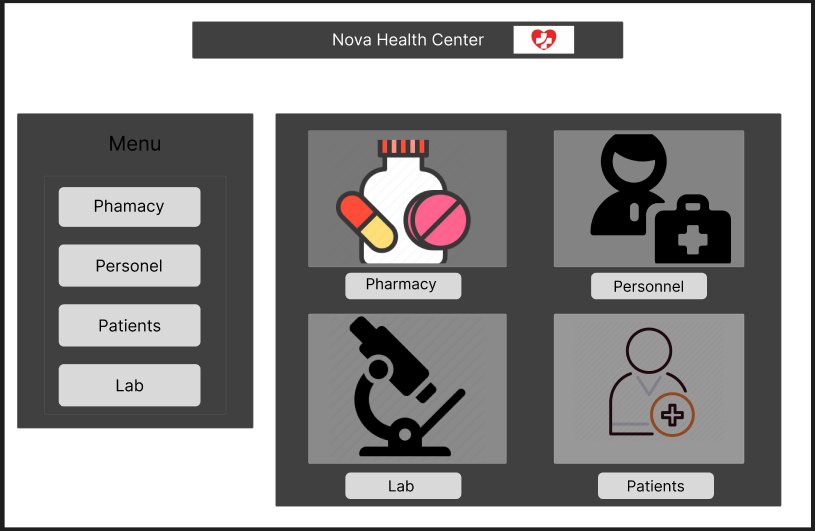 Nova Health Center
Menu
Phamacy
Personel
Patients
Lab
Pharmacy
Personnel
Lab
Patients